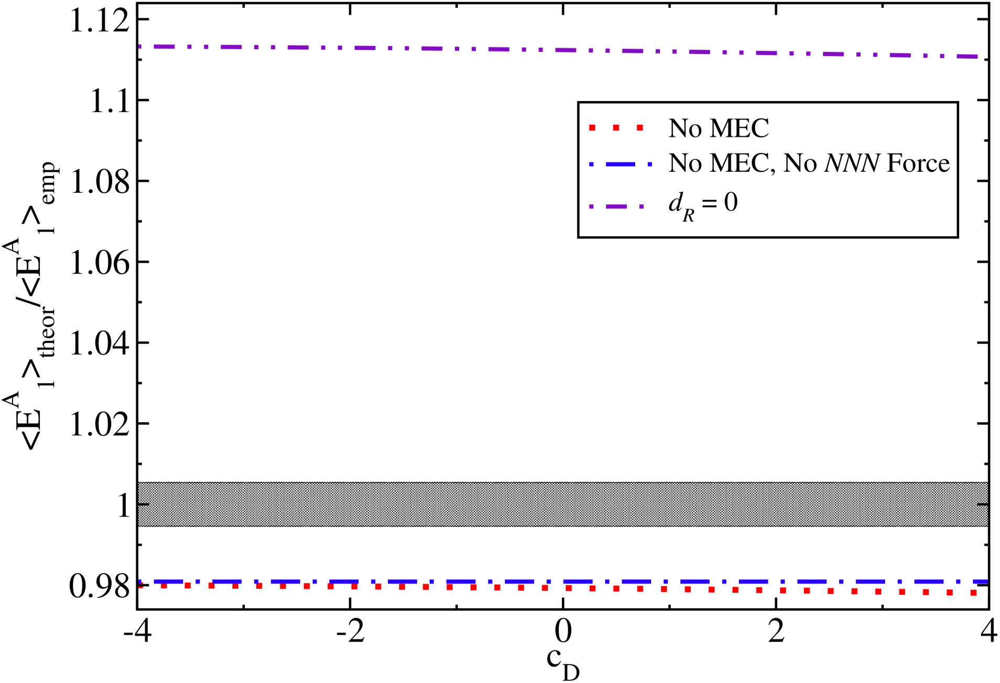 1.12
1.1
1.08
1.06
1.04
1.02
1
0.98
-4
-2
0
2
4
c_D
<E^A_1>_theor/<E^A_1>_emp
No MEC
No MEC, No NNN Force
d_R = 0